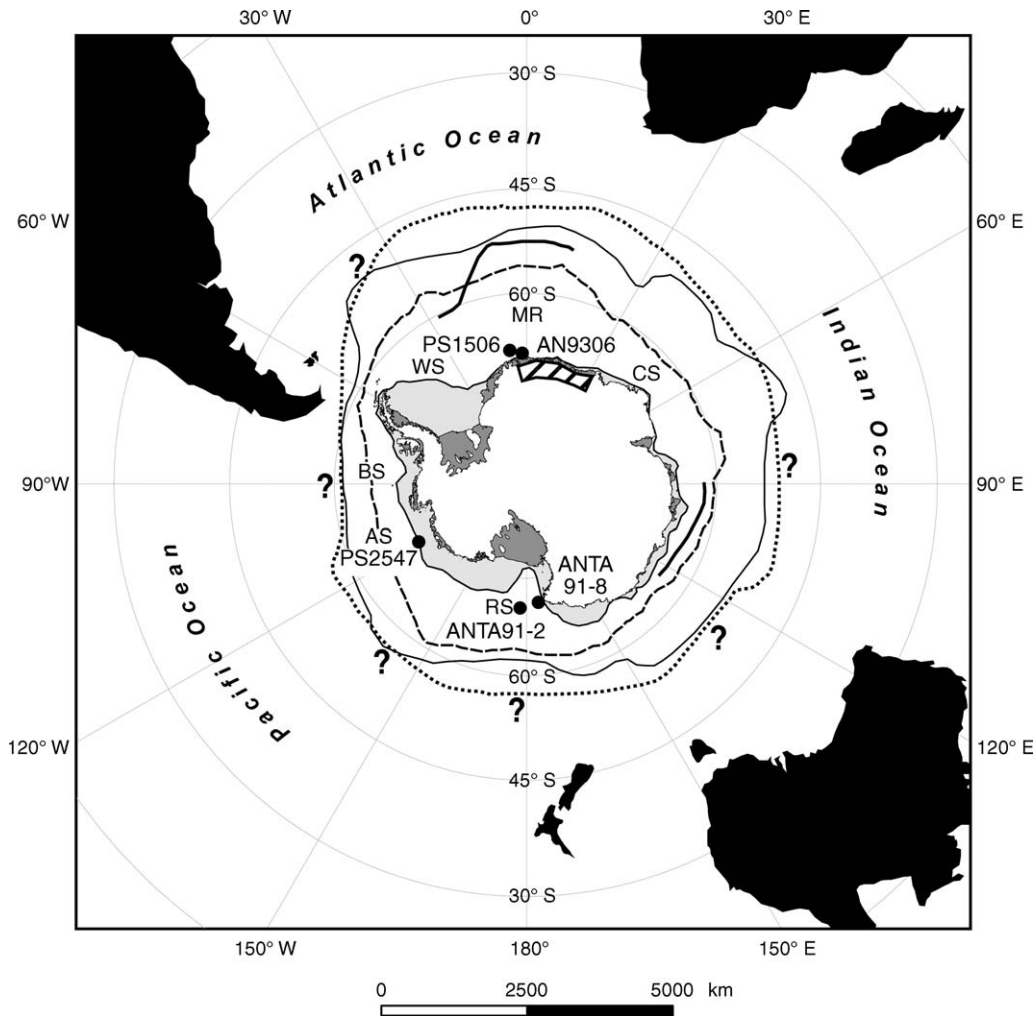 30° W 0° 30° E
30° S
Atlantic Ocean
45° S
60° W
60° E
?
60° S
MR
PS1506 AN9306
WS
CS
Indian Ocean
90°W
?
BS
?
90° E
AS
PS2547
ANTA
91-8
RS
ANTA91-2
Pacific Ocean
?
60° S
?
?
120° W
120° E
45° S
30° S
150° W 180° 150° E
0 2500 5000 km